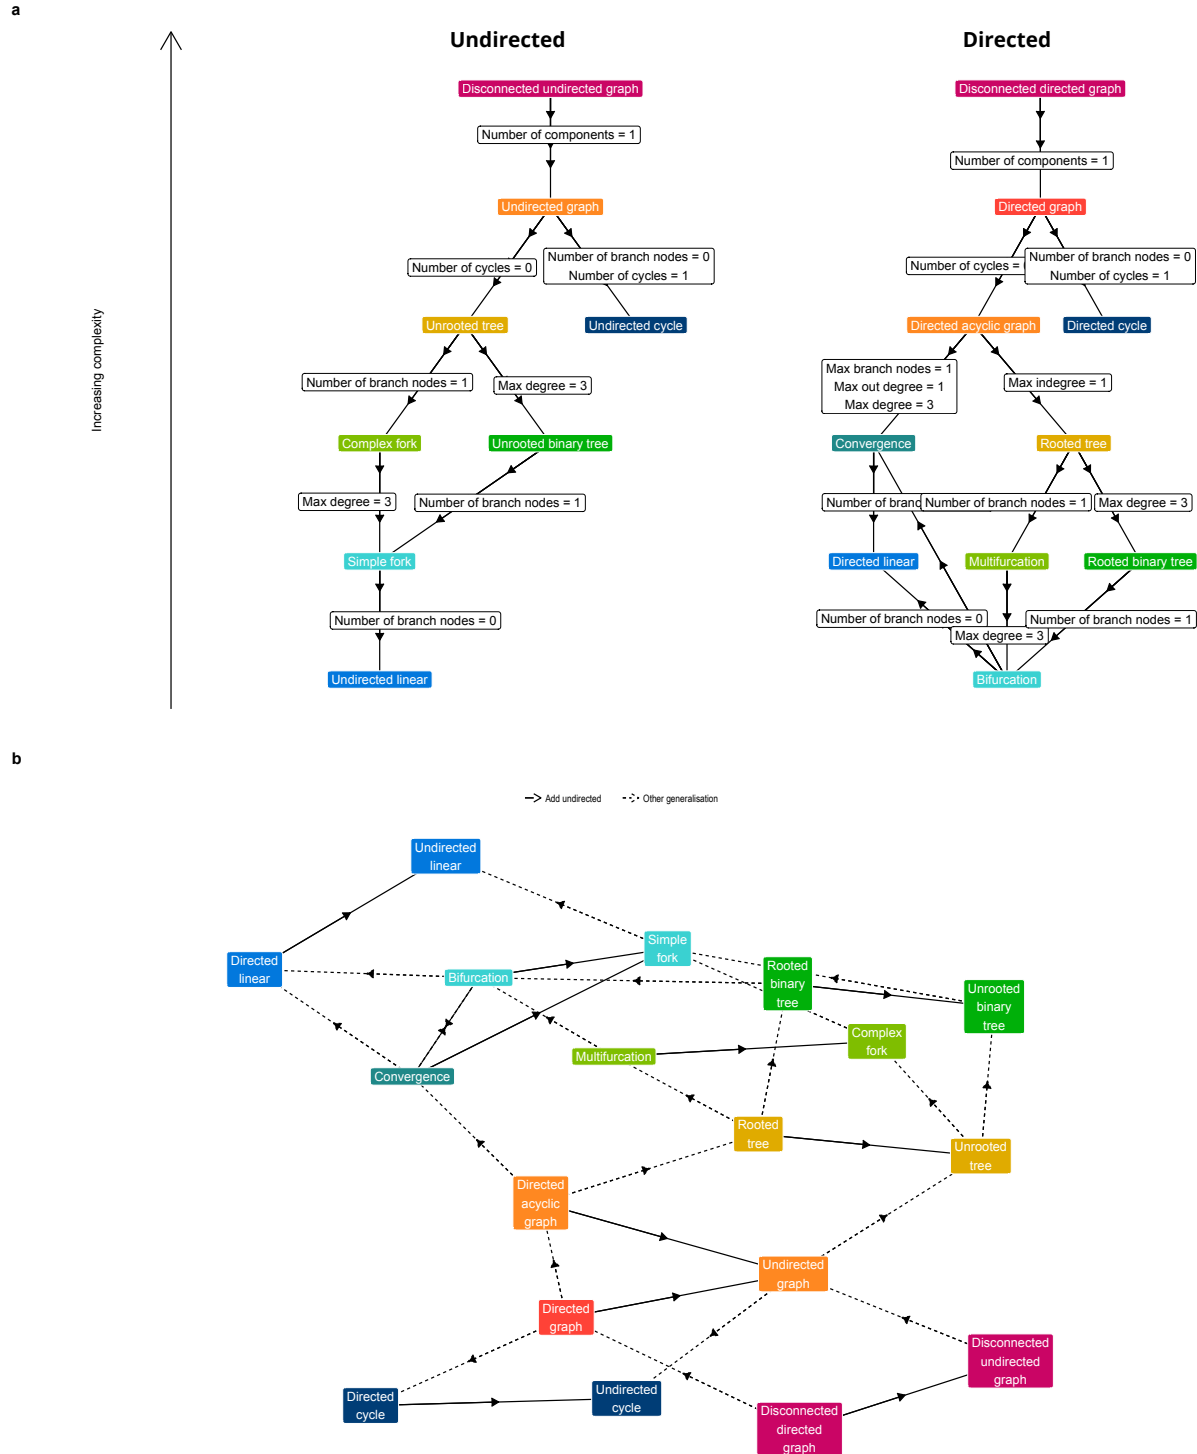 a
Undirected
Directed
Increasing complexity
Disconnected undirected graph
Number of components = 1
Undirected graph
Number of cycles = 0
Number of branch nodes = 0
Number of cycles = 1
Unrooted tree
Undirected cycle
Number of branch nodes = 1
Max degree = 3
Complex fork
Unrooted binary tree
Max degree = 3
Number of branch nodes = 1
Simple fork
Number of branch nodes = 0
Undirected linear
Disconnected directed graph
Number of components = 1
Directed graph
Number of cycles =
Number of branch nodes = 0
Number of cycles = 1
Directed acyclic graph
Directed cycle
Max branch nodes = 1
Max out degree = 1
Max degree = 3
Max indegree = 1
Convergence
Rooted tree
Number of
Number of branch nodes = 1
Max degree = 3
Directed linear
Multifurcation
Rooted binary tree
Number of branch nodes = 0
Max degree = 3
Number of branch nodes = 1
Bifurcation
b
Add undirected
Other generalisation
Undirected
linear
Simple
fork
Directed
linear
Bifurcation
Rooted
binary
tree
Unrooted
binary
tree
Complex
fork
Multifurcation
Convergence
Rooted
tree
Unrooted
tree
Directed
acyclic
graph
Undirected
graph
Directed
graph
Disconnected
undirected
graph
Directed
cycle
Undirected
cycle
Disconnected
directed
graph